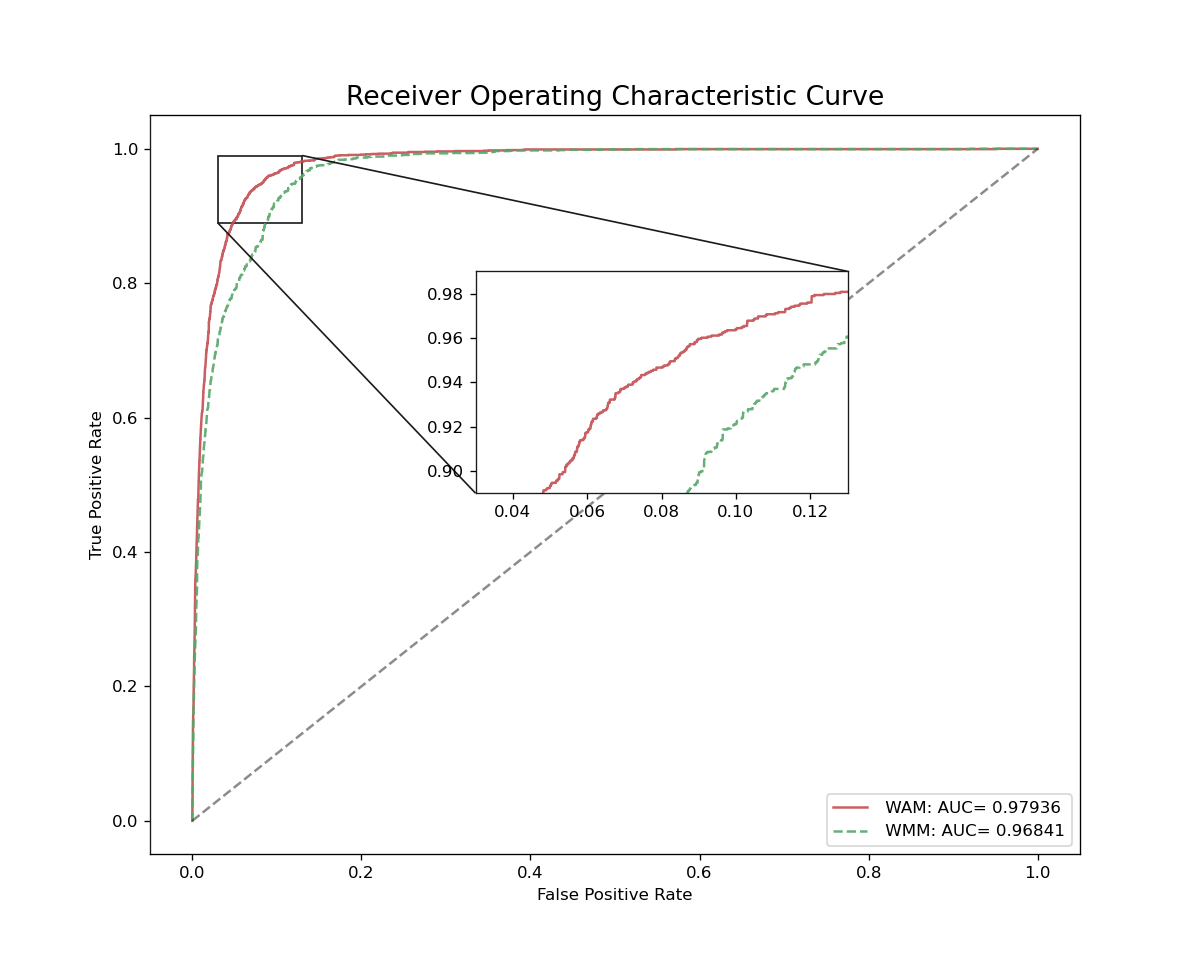 Receiver Operating Characteristic Curve
1.0
0.8
0.6
0.4
0.2
0.0
True Positive Rate
0.98
0.96
0.94
0.92
0.90
0.04 0.06 0.08 0.10 0.12
WAM: AUC= 0.97936
WMM: AUC= 0.96841
0.0 0.2 0.4 0.6 0.8 1.0
False Positive Rate